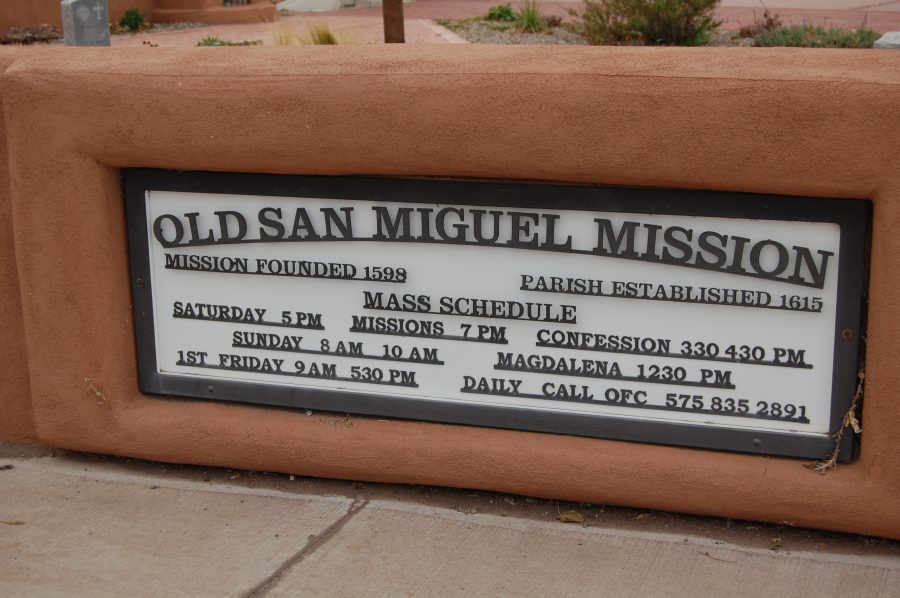 OLD SAN MIGUEL MISSION
MISSION FOUNDED 1598 PARISH ESTABLISHED 1615
MASS SCHEDULE
SATURDAY 5 PM MISSIONS 7 PM CONFESSION 330 430 PM
SUNDAY 8 AM 10 AM MAGDALENA 1230 PM
1ST FRIDAY 9 AM 530 PM DAILY CALL OFC 575 835 2891